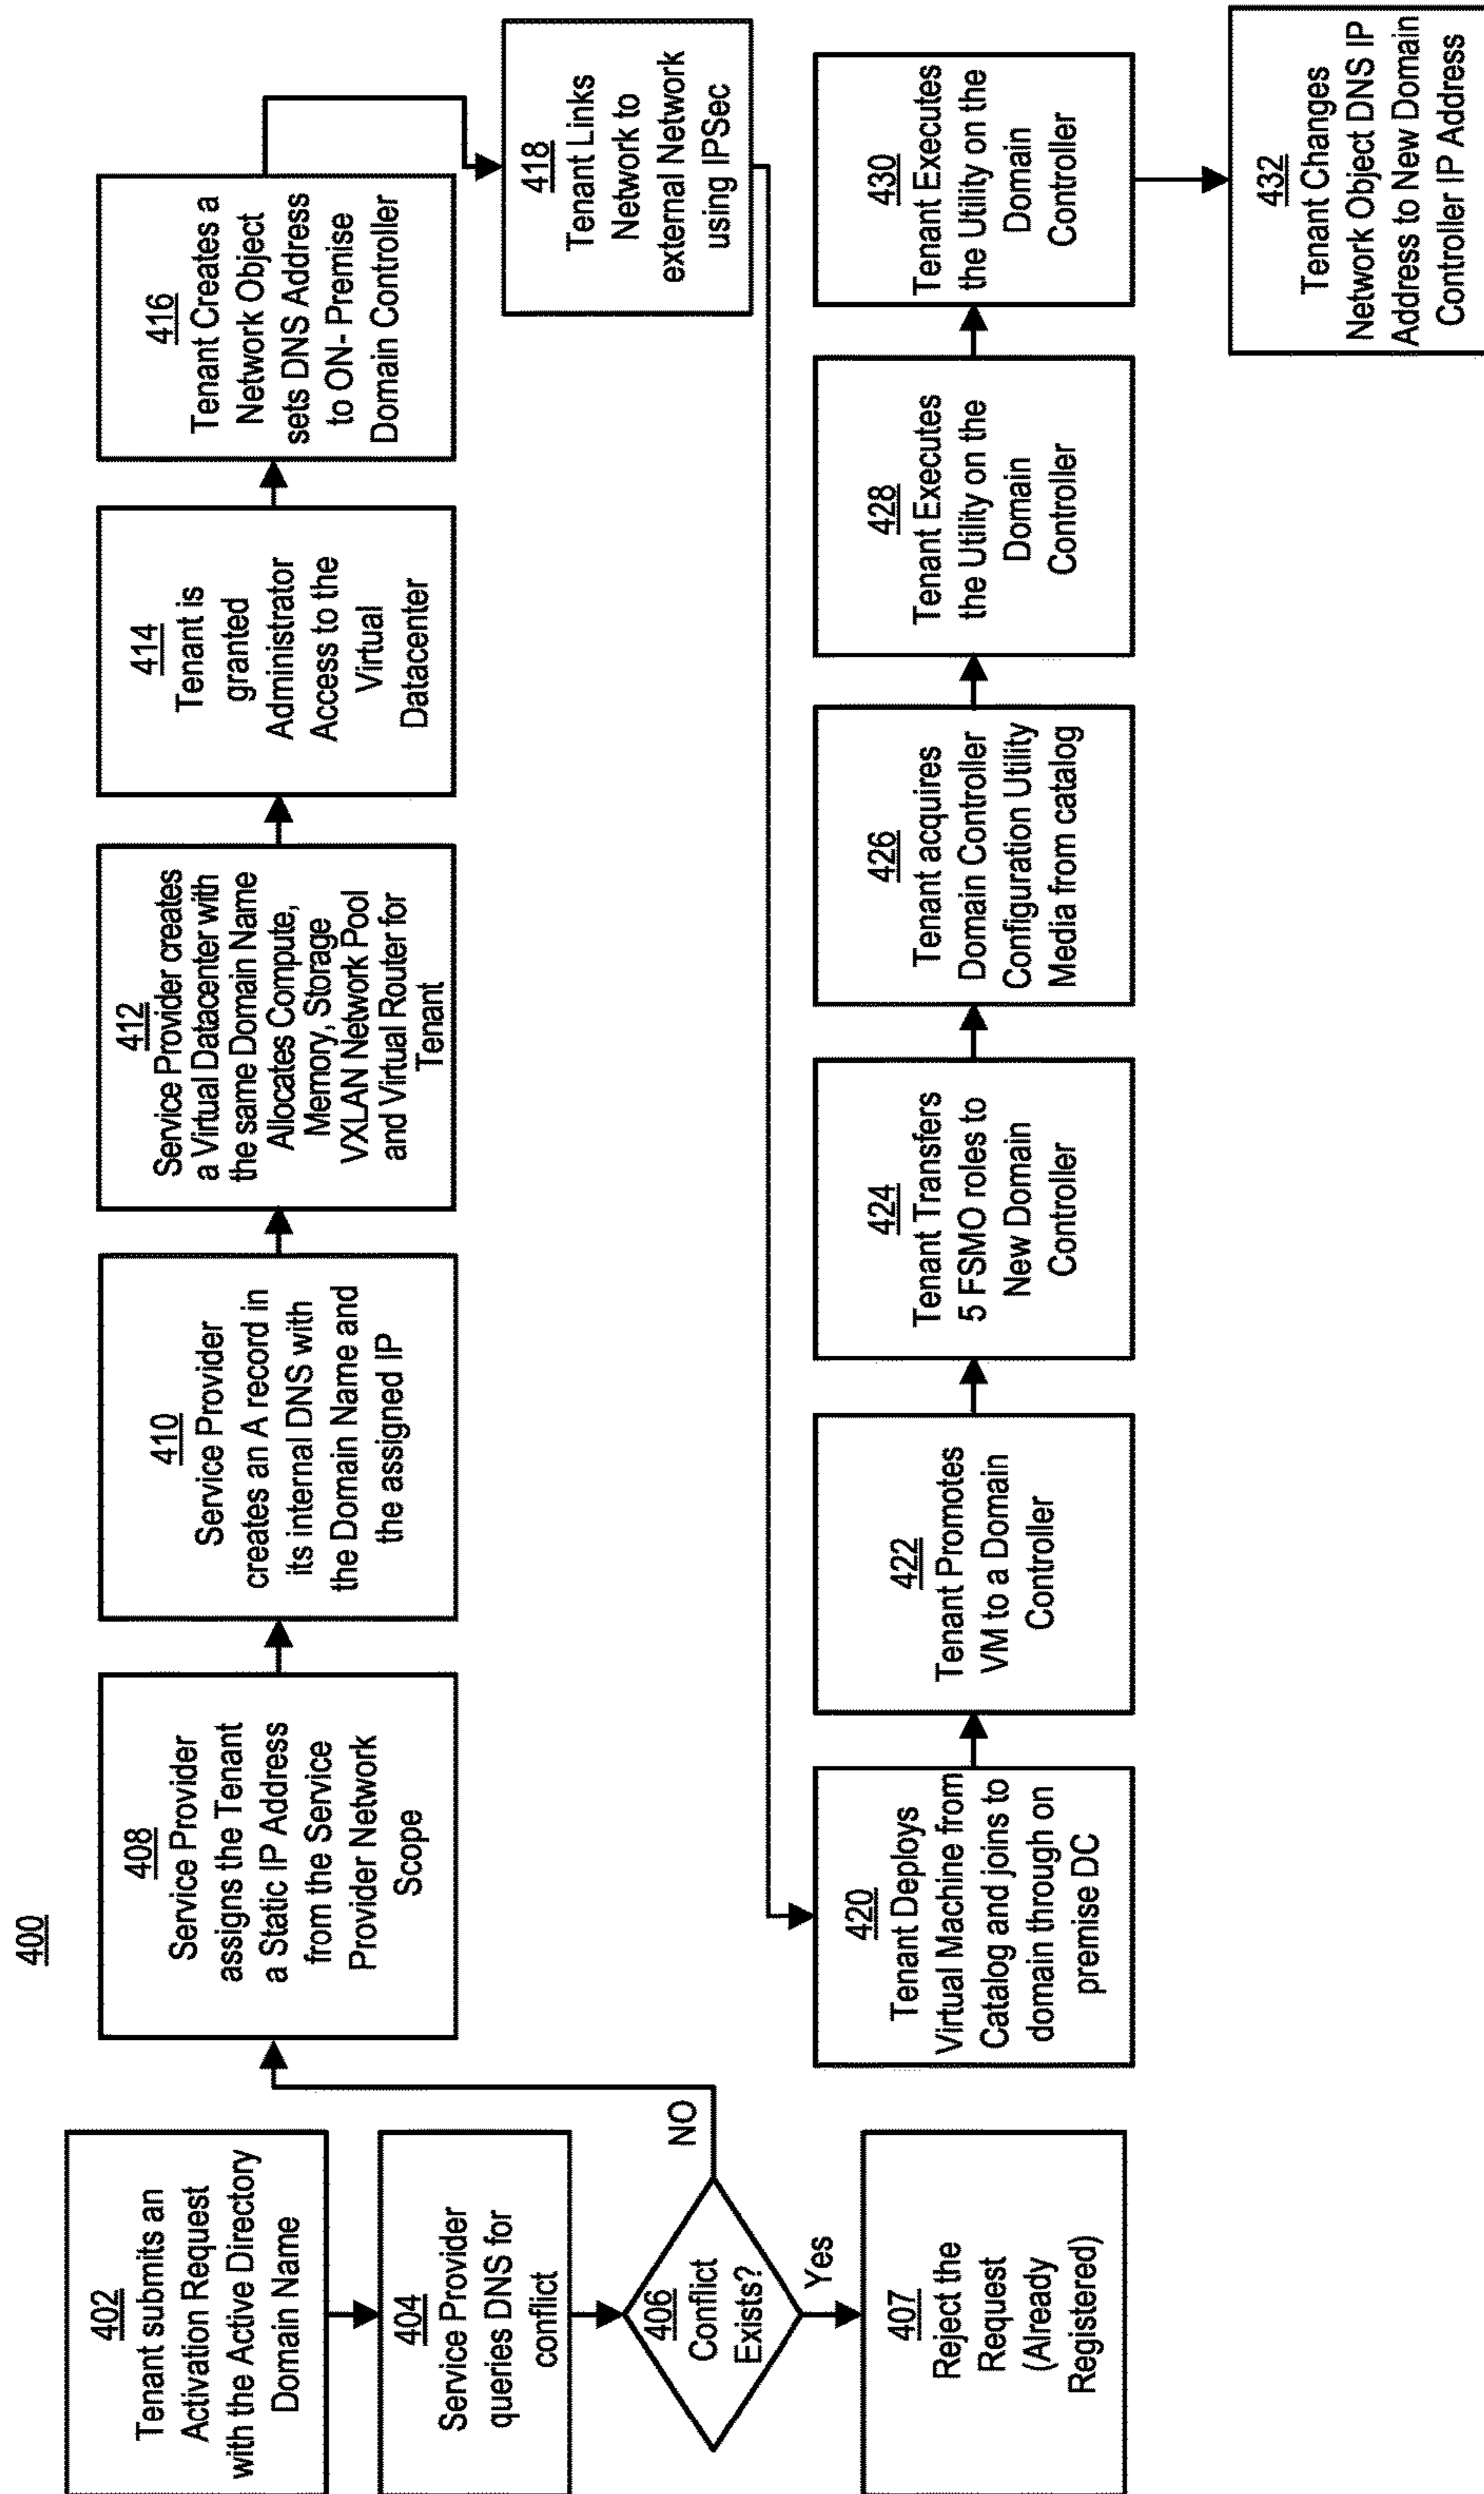 400
402
Tenant submits an
Activation Request
with the Active Directory
Domain Name
404
Service Provider
queries DNS for
conflict
406
Conflict
Exists?
NO
Yes
407
Reject the
Request
(Already
Registered)
408
Service Provider
assigns the Tenant
a Static IP Address
from the Service
Provider Network
Scope
410
Service Provider
creates an A record in
its internal DNS with
the Domain Name and
the assigned IP
412
Service Provider creates
a Virtual Datacenter with
the same Domain Name
Allocates Compute,
Memory, Storage
VXLAN Network Pool
and Virtual Router for
Tenant
414
Tenant is
granted
Administrator
Access to the
Virtual
Datacenter
416
Tenant Creates a
Network Object
sets DNS Address
to ON- Premise
Domain Controller
418
Tenant Links
Network to
external Network
using IPSec
420
Tenant Deploys
Virtual Machine from
Catalog and joins to
domain through on
premise DC
422
Tenant Promotes
VM to a Domain
Controller
424
Tenant Transfers
5 FSMO roles to
New Domain
Controller
426
Tenant acquires
Domain Controller
Configuration Utility
Media from catalog
428
Tenant Executes
the Utility on the
Domain
Controller
430
Tenant Executes
the Utility on the
Domain
Controller
432
Tenant Changes
Network Object DNS IP
Address to New Domain
Controller IP Address